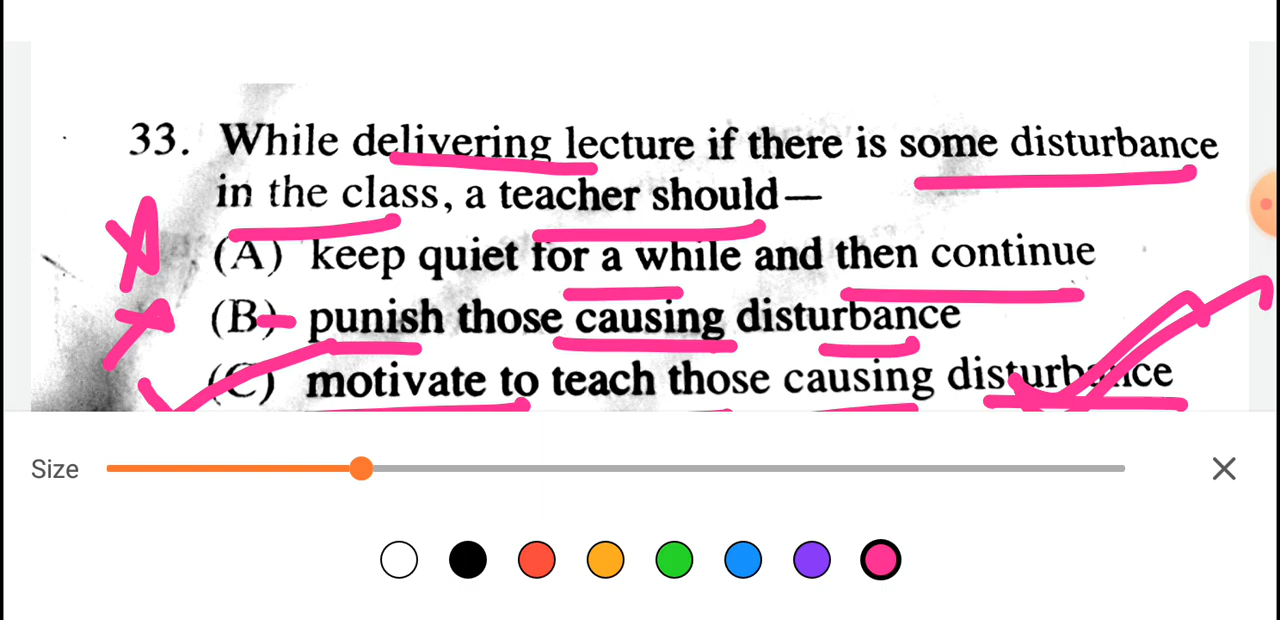 33. While delivering lecture if there is some disturbance
in the class, a teacher should—
(A) keep quiet for a while and then continue
(B) punish those causing disturbance
(C) motivate to teach those causing disturbance
Size